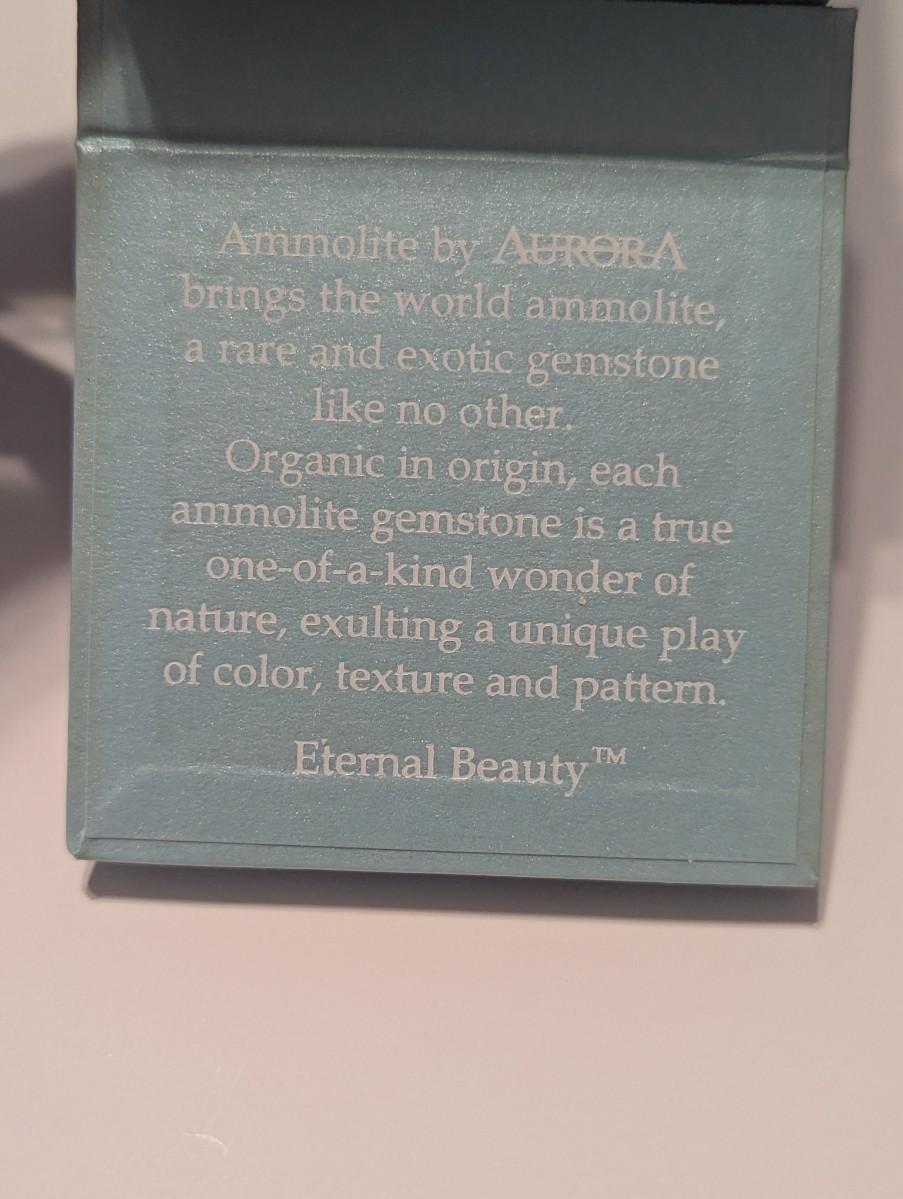 Ammolite by AURORA
brings the world ammolite,
a rare and exotic gemstone
like no other.
Organic in origin, each
ammolite gemstone is a true
one-of-a-kind wonder of
nature, exulting a unique play
of color, texture and pattern.
Eternal Beauty™